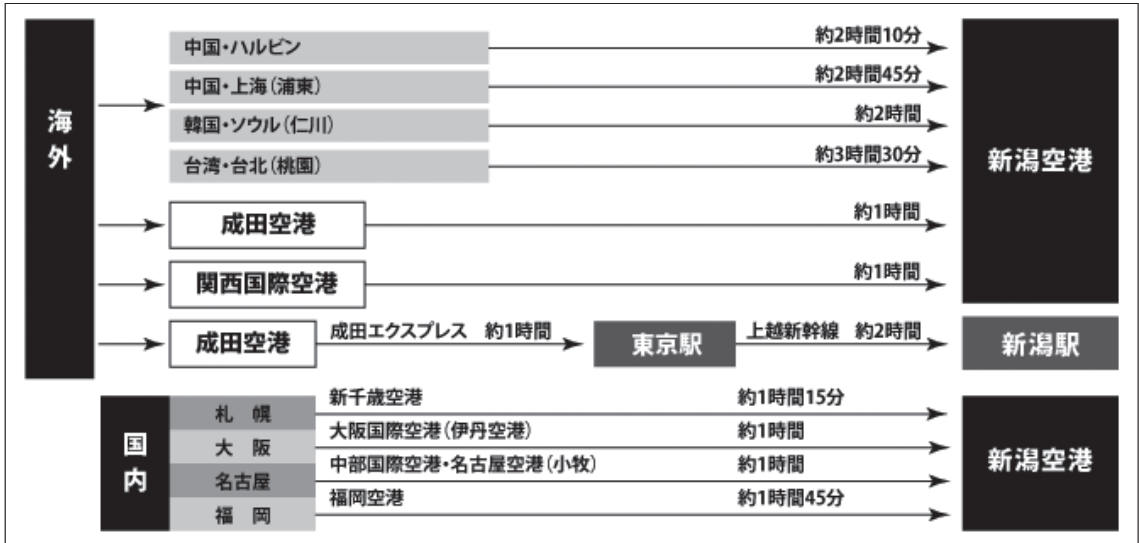 海外
中国・ハルビン 約2時間10分
中国・上海（浦東） 約2時間45分
韓国・ソウル（仁川） 約2時間
台湾・台北（桃園） 約3時間30分
新潟空港
成田空港 約1時間
関西国際空港 約1時間
成田空港 成田エクスプレス 約1時間 東京駅 上越新幹線 約2時間 新潟駅
国内
札幌 新千歳空港 約1時間15分
大阪 大阪国際空港（伊丹空港） 約1時間
名古屋 中部国際空港・名古屋空港（小牧） 約1時間
福岡 福岡空港 約1時間45分
新潟空港